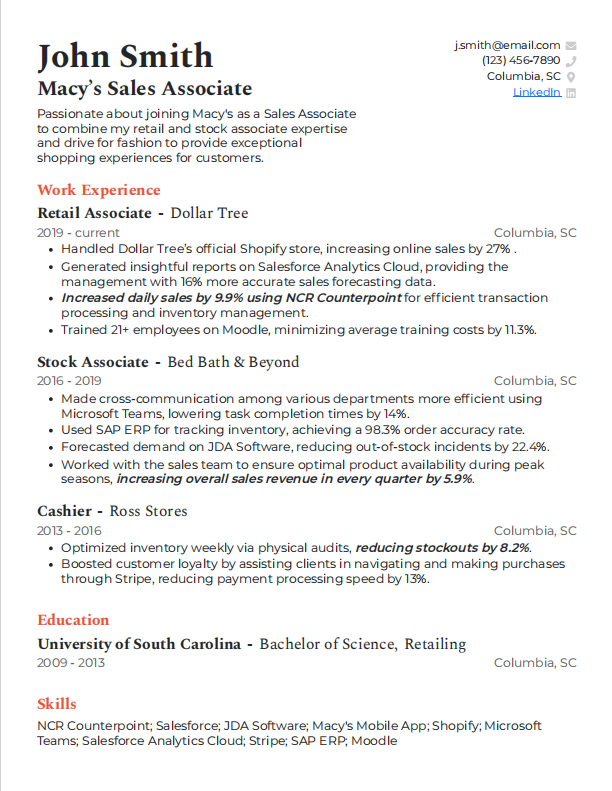 John Smith
Macy's Sales Associate
Passionate about joining Macy's as a Sales Associate
to combine my retail and stock associate expertise
and drive for fashion to provide exceptional
shopping experiences for customers.
j.smith@email.com
(123) 456-7890
Columbia, SC
LinkedIn
Work Experience
Retail Associate - Dollar Tree
2019 - current Columbia, SC
• Handled Dollar Tree's official Shopify store, increasing online sales by 27% .
• Generated insightful reports on Salesforce Analytics Cloud, providing the
management with 16% more accurate sales forecasting data.
• Increased daily sales by 9.9% using NCR Counterpoint for efficient transaction
processing and inventory management.
• Trained 21+ employees on Moodle, minimizing average training costs by 11.3%.
Stock Associate - Bed Bath & Beyond
2016 - 2019 Columbia, SC
• Made cross-communication among various departments more efficient using
Microsoft Teams, lowering task completion times by 14%.
• Used SAP ERP for tracking inventory, achieving a 98.3% order accuracy rate.
• Forecasted demand on JDA Software, reducing out-of-stock incidents by 22.4%.
• Worked with the sales team to ensure optimal product availability during peak
seasons, increasing overall sales revenue in every quarter by 5.9%.
Cashier - Ross Stores
2013 - 2016 Columbia, SC
• Optimized inventory weekly via physical audits, reducing stockouts by 8.2%.
• Boosted customer loyalty by assisting clients in navigating and making purchases
through Stripe, reducing payment processing speed by 13%.
Education
University of South Carolina - Bachelor of Science, Retailing
2009 - 2013 Columbia, SC
Skills
NCR Counterpoint; Salesforce; JDA Software; Macy's Mobile App; Shopify; Microsoft
Teams; Salesforce Analytics Cloud; Stripe; SAP ERP; Moodle